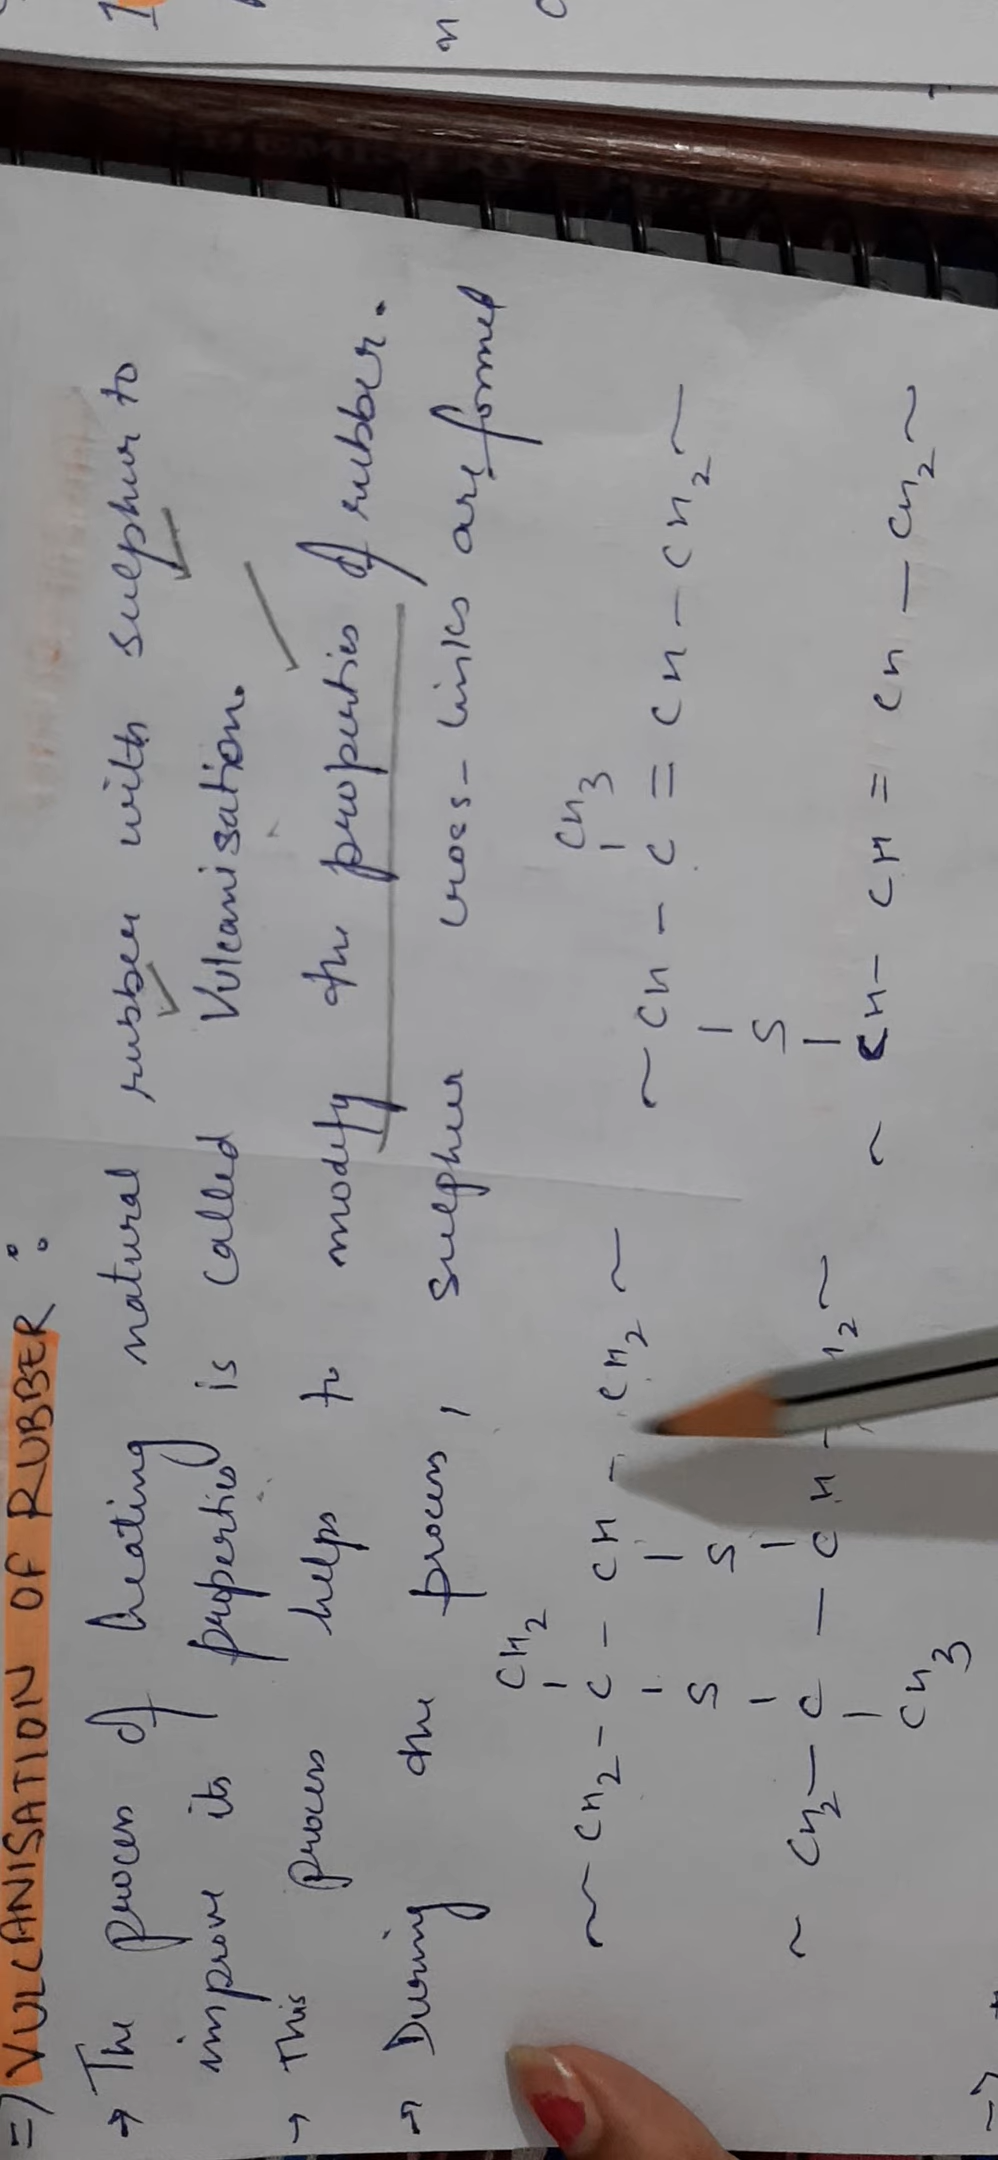 =) VULCANISATION OF RUBBER :
→ The process of heating natural rubber with sulphur to
improve its properties is called Vulcanisation.
→ This process helps to modify the properties of rubber.
→ During the process, sulpher cross-links are formed
CH2 CH3
~ CH2 - C - CH - CH2 ~ ~ CH - C = CH - CH2 ~
S S S
~ CH2 - C - CH - H2 ~ ~ CH - CH = CH - CH2 ~
CH3